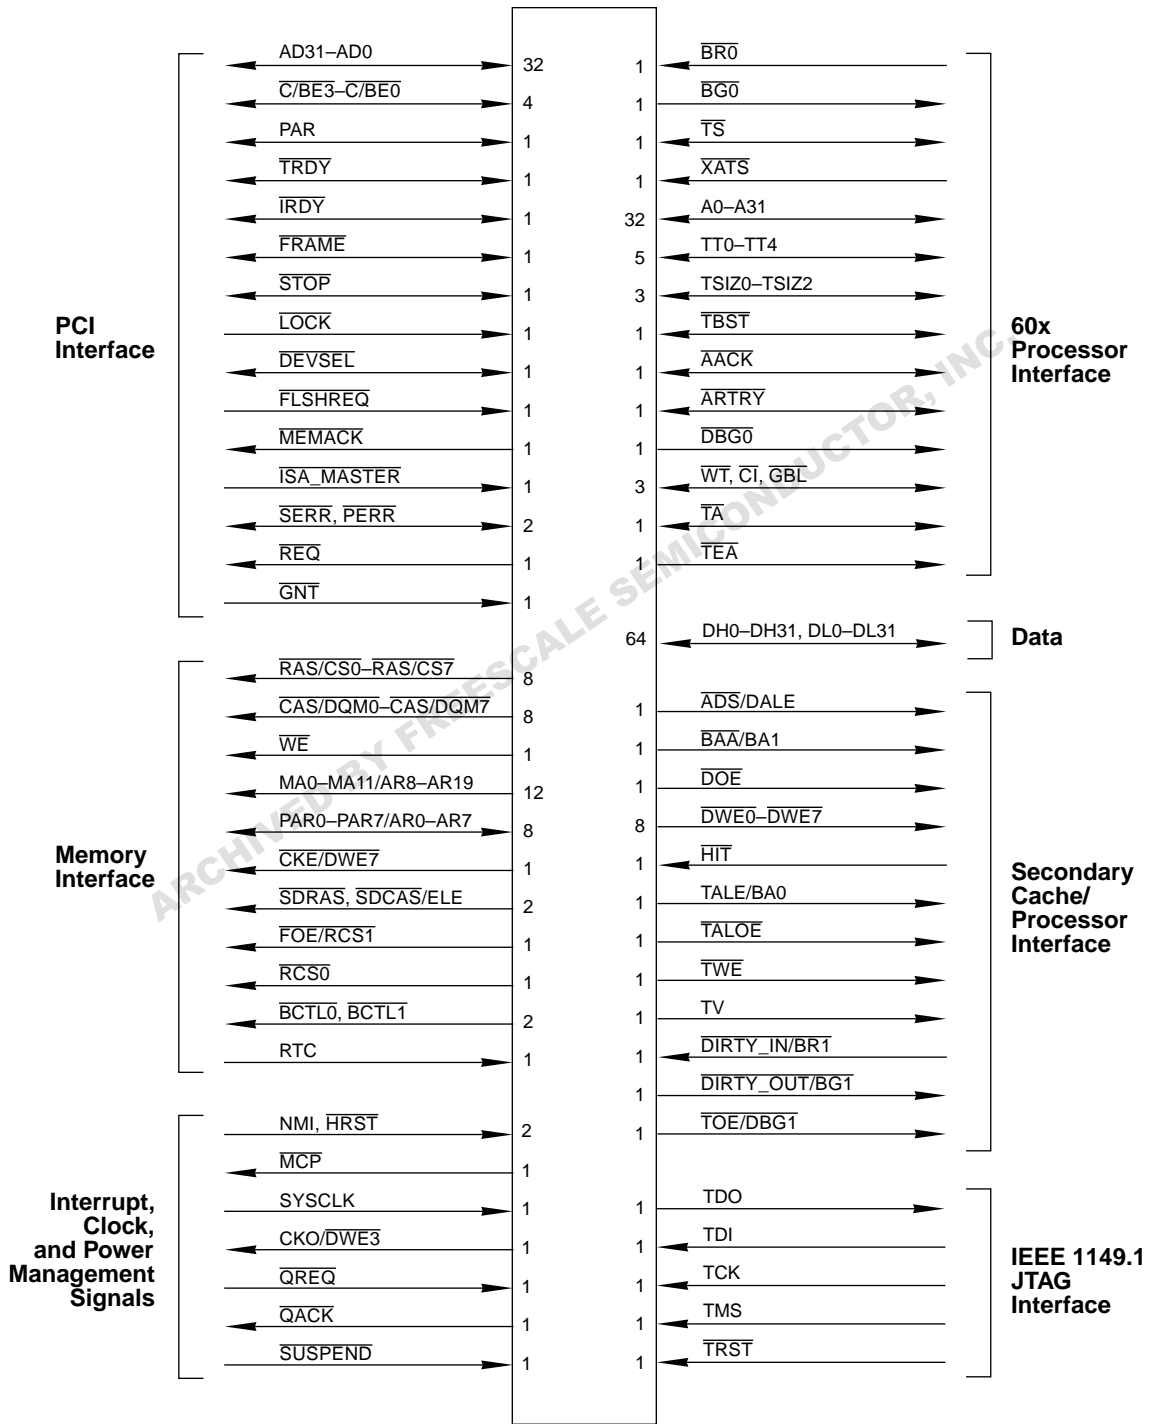 AD31–AD0
32
C/BE3–C/BE0
4
PAR
1
TRDY
1
IRDY
1
FRAME
1
STOP
1
LOCK
1
DEVSEL
1
FLSHREQ
1
MEMACK
1
ISA_MASTER
1
SERR, PERR
2
REQ
1
GNT
1
PCI
Interface
RAS/CS0–RAS/CS7
8
CAS/DQM0–CAS/DQM7
8
WE
1
MA0–MA11/AR8–AR19
12
PAR0–PAR7/AR0–AR7
8
CKE/DWE7
1
SDRAS, SDCAS/ELE
2
FOE/RCS1
1
RCS0
1
BCTL0, BCTL1
2
RTC
1
Memory
Interface
NMI, HRST
2
MCP
1
SYSCLK
1
CKO/DWE3
1
QREQ
1
QACK
1
SUSPEND
1
Interrupt,
Clock,
and Power
Management
Signals
1
BR0
1
BG0
1
TS
1
XATS
32
A0–A31
5
TT0–TT4
3
TSIZ0–TSIZ2
1
TBST
1
AACK
1
ARTRY
1
DBG0
3
WT, CI, GBL
1
TA
1
TEA
60x
Processor
Interface
64
DH0–DH31, DL0–DL31
Data
1
ADS/DALE
1
BAA/BA1
1
DOE
8
DWE0–DWE7
1
HIT
1
TALE/BA0
1
TALOE
1
TWE
1
TV
1
DIRTY_IN/BR1
1
DIRTY_OUT/BG1
1
TOE/DBG1
Secondary
Cache/
Processor
Interface
1
TDO
1
TDI
1
TCK
1
TMS
1
TRST
IEEE 1149.1
JTAG
Interface
ARCHIVED BY FREESCALE SEMICONDUCTOR, INC.